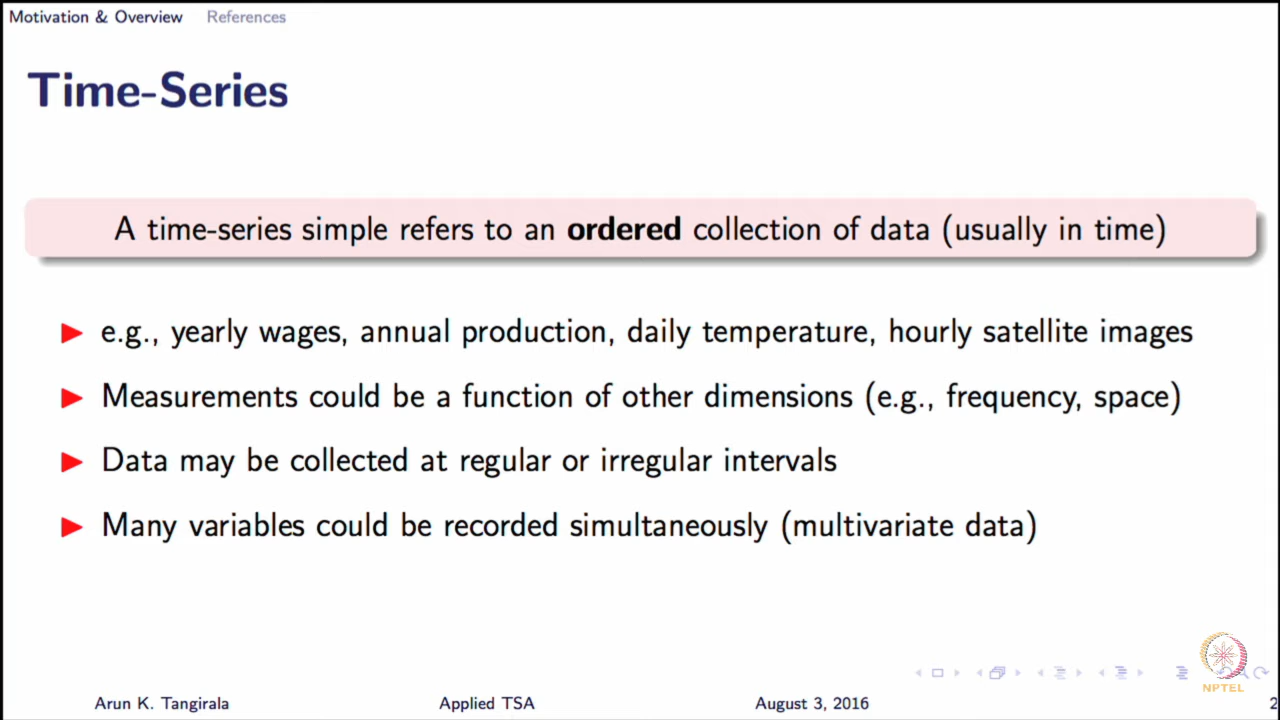 Motivation & Overview References
Time-Series
A time-series simple refers to an ordered collection of data (usually in time)
e.g., yearly wages, annual production, daily temperature, hourly satellite images
Measurements could be a function of other dimensions (e.g., frequency, space)
Data may be collected at regular or irregular intervals
Many variables could be recorded simultaneously (multivariate data)
NPTEL
Arun K. Tangirala Applied TSA August 3, 2016 2